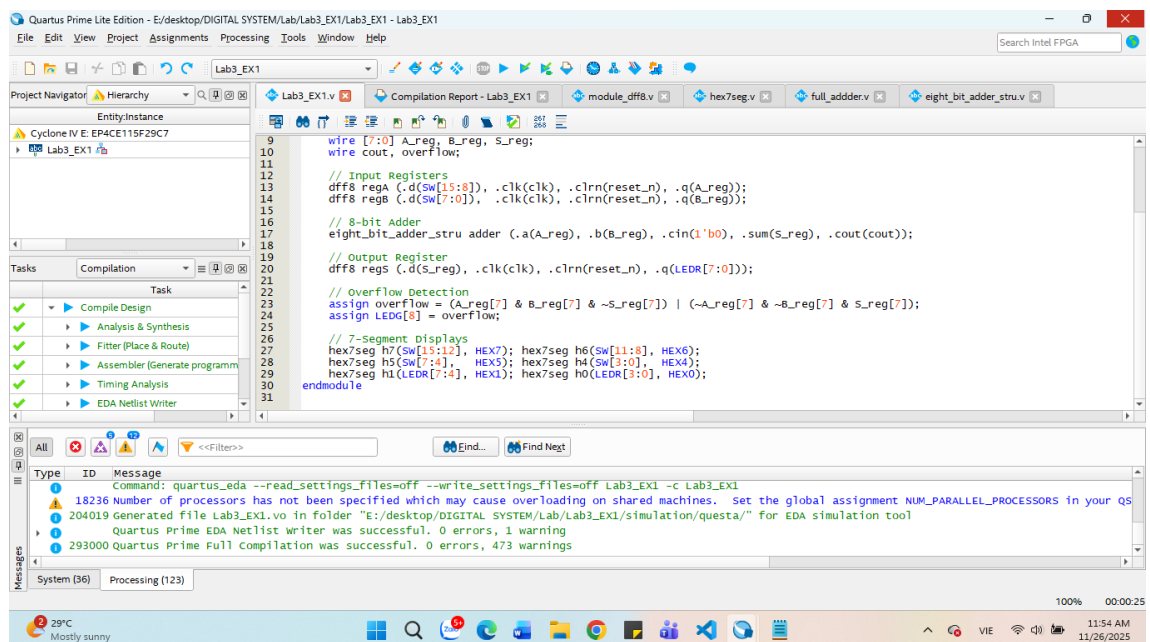 Quartus Prime Lite Edition - E:/desktop/DIGITAL SYSTEM/Lab/Lab3_EX1/Lab3_EX1 - Lab3_EX1
File Edit View Project Assignments Processing Tools Window Help
Search Intel FPGA
Lab3_EX1
Project Navigator Hierarchy
Entity:Instance
Cyclone IV E: EP4CE115F29C7
Lab3_EX1
Tasks Compilation
Task
Compile Design
Analysis & Synthesis
Fitter (Place & Route)
Assembler (Generate programm
Timing Analysis
EDA Netlist Writer
Lab3_EX1.v Compilation Report - Lab3_EX1 module_dff8.v hex7seg.v full_addder.v eight_bit_adder_stru.v
267
268
9 wire [7:0] A_reg, B_reg, S_reg;
10 wire cout, overflow;
11
12 // Input Registers
13 dff8 regA (.d(SW[15:8]), .clk(clk), .clrn(reset_n), .q(A_reg));
14 dff8 regB (.d(SW[7:0]), .clk(clk), .clrn(reset_n), .q(B_reg));
15
16 // 8-bit Adder
17 eight_bit_adder_stru adder (.a(A_reg), .b(B_reg), .cin(1'b0), .sum(S_reg), .cout(cout));
18
19 // Output Register
20 dff8 regS (.d(S_reg), .clk(clk), .clrn(reset_n), .q(LEDR[7:0]));
21
22 // Overflow Detection
23 assign overflow = (A_reg[7] & B_reg[7] & ~S_reg[7]) | (~A_reg[7] & ~B_reg[7] & S_reg[7]);
24 assign LEDG[8] = overflow;
25
26 // 7-Segment Displays
27 hex7seg h7(SW[15:12], HEX7); hex7seg h6(SW[11:8], HEX6);
28 hex7seg h5(SW[7:4], HEX5); hex7seg h4(SW[3:0], HEX4);
29 hex7seg h1(LEDR[7:4], HEX1); hex7seg h0(LEDR[3:0], HEX0);
30 endmodule
31
All <<Filter>> Find... Find Next
Type ID Message
Command: quartus_eda --read_settings_files=off --write_settings_files=off Lab3_EX1 -c Lab3_EX1
18236 Number of processors has not been specified which may cause overloading on shared machines. Set the global assignment NUM_PARALLEL_PROCESSORS in your QS
204019 Generated file Lab3_EX1.vo in folder "E:/desktop/DIGITAL SYSTEM/Lab/Lab3_EX1/simulation/questa/" for EDA simulation tool
Quartus Prime EDA Netlist Writer was successful. 0 errors, 1 warning
293000 Quartus Prime Full Compilation was successful. 0 errors, 473 warnings
Messages
System (36) Processing (123)
100% 00:00:25
2
29°C
Mostly sunny
Zalo 5+
VIE
11:54 AM
11/26/2025